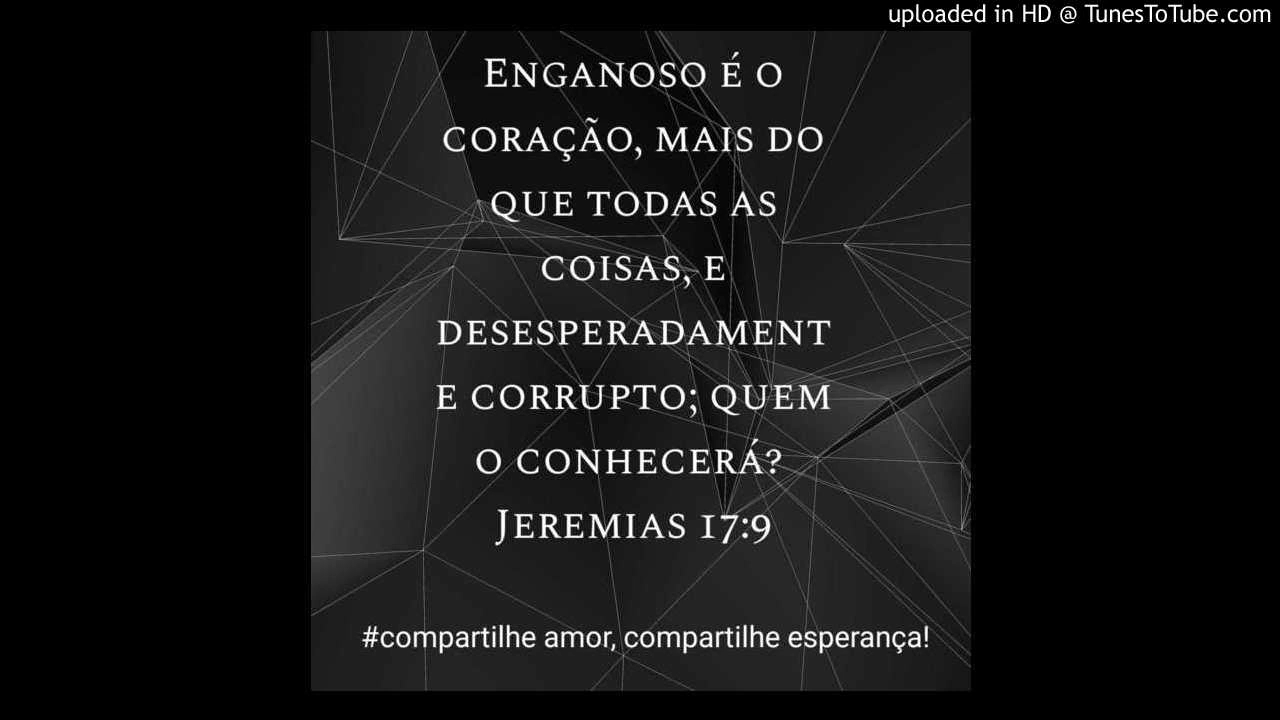 uploaded in HD @ TunesToTube.com
Enganoso é o
coração, mais do
que todas as
coisas, e
desesperadament
e corrupto; quem
o conhecerá?
Jeremias 17:9
#compartilhe amor, compartilhe esperança!